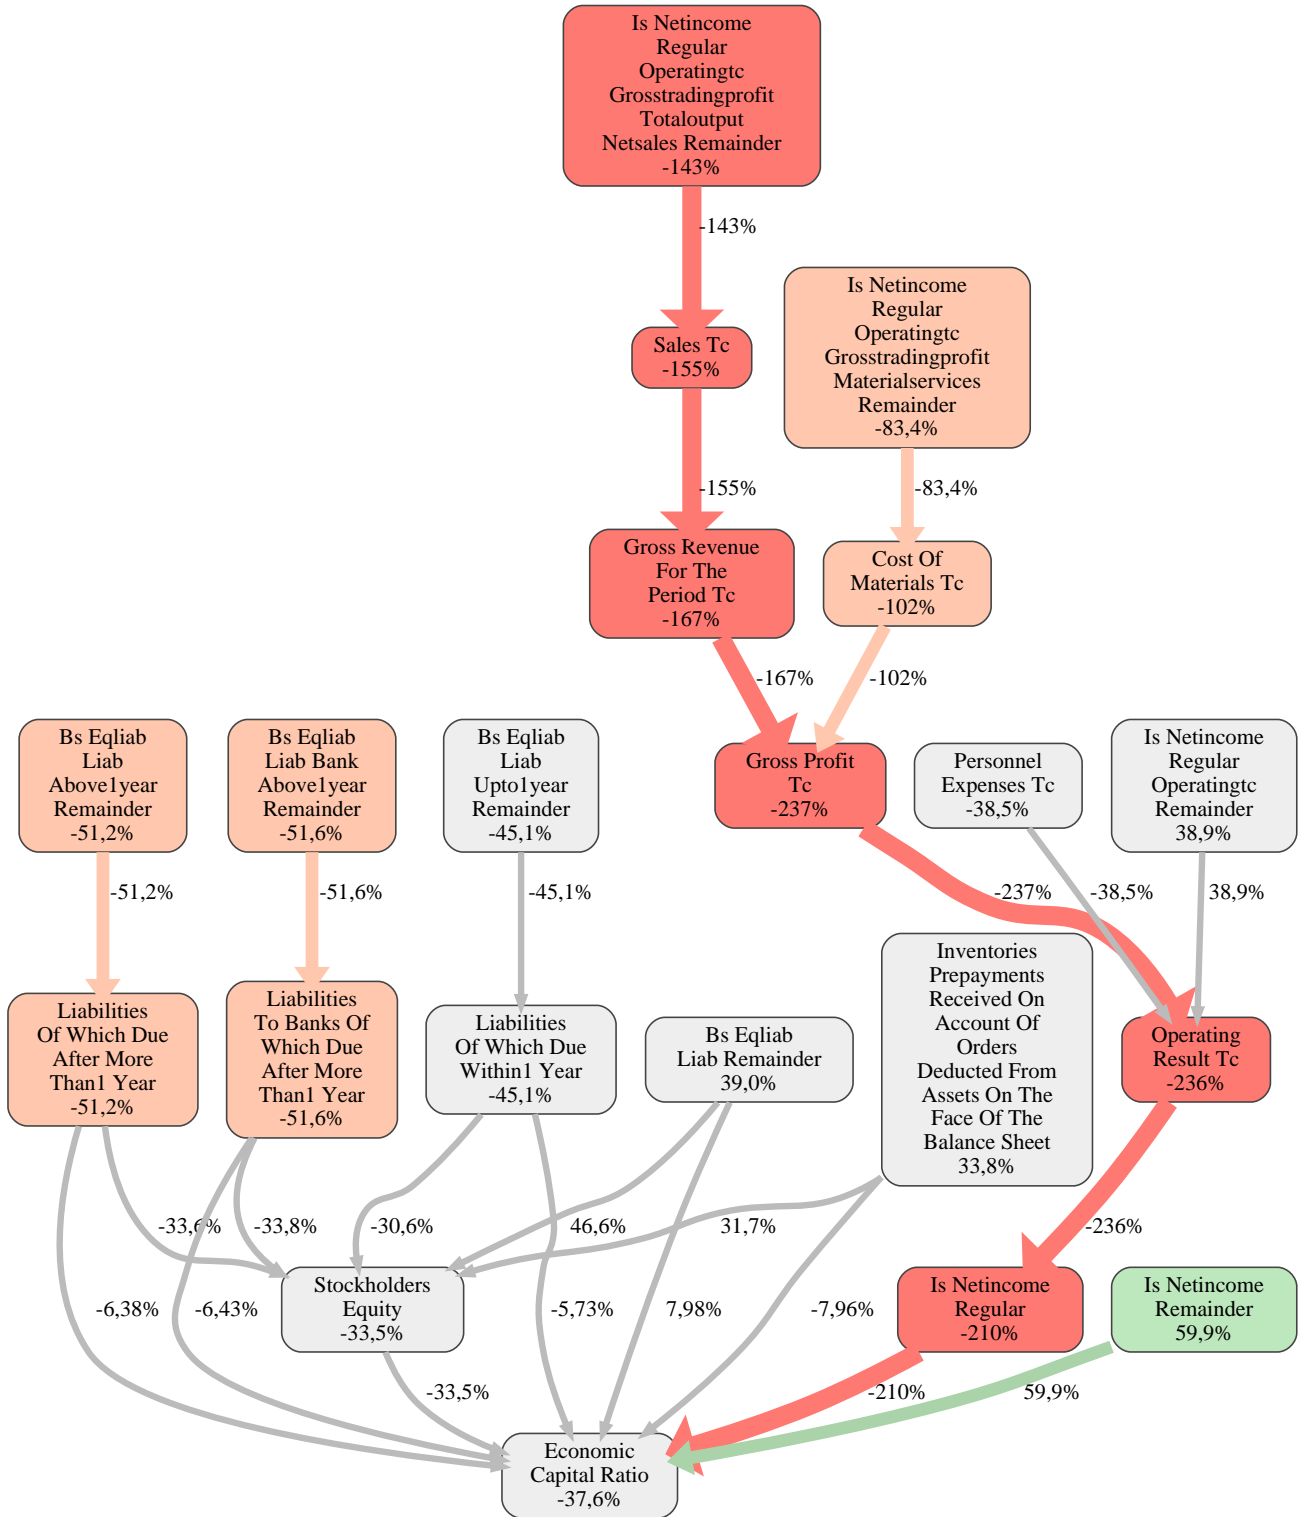 Is Netincome
Regular
Operatingtc
Grosstradingprofit
Totaloutput
Netsales Remainder
-143%
-143%
Is Netincome
Regular
Operatingtc
Grosstradingprofit
Materialservices
Remainder
-83,4%
Sales Tc
-155%
-155%
-83,4%
Gross Revenue
For The
Period Tc
-167%
Cost Of
Materials Tc
-102%
-167%
-102%
Bs Eqliab
Liab
Above1year
Remainder
-51,2%
Bs Eqliab
Liab Bank
Above1year
Remainder
-51,6%
Bs Eqliab
Liab
Upto1year
Remainder
-45,1%
Gross Profit
Tc
-237%
Personnel
Expenses Tc
-38,5%
Is Netincome
Regular
Operatingtc
Remainder
38,9%
-51,2%
-51,6%
-45,1%
-237%
-38,5%
38,9%
Liabilities
Of Which Due
After More
Than1 Year
-51,2%
Liabilities
To Banks Of
Which Due
After More
Than1 Year
-51,6%
Liabilities
Of Which Due
Within1 Year
-45,1%
Bs Eqliab
Liab Remainder
39,0%
Inventories
Prepayments
Received On
Account Of
Orders
Deducted From
Assets On The
Face Of The
Balance Sheet
33,8%
Operating
Result Tc
-236%
-33,6%
-33,8%
-30,6%
46,6%
31,7%
-236%
Stockholders
Equity
-33,5%
Is Netincome
Regular
-210%
Is Netincome
Remainder
59,9%
-6,38%
-6,43%
-5,73%
7,98%
-7,96%
-33,5%
-210%
59,9%
Economic
Capital Ratio
-37,6%